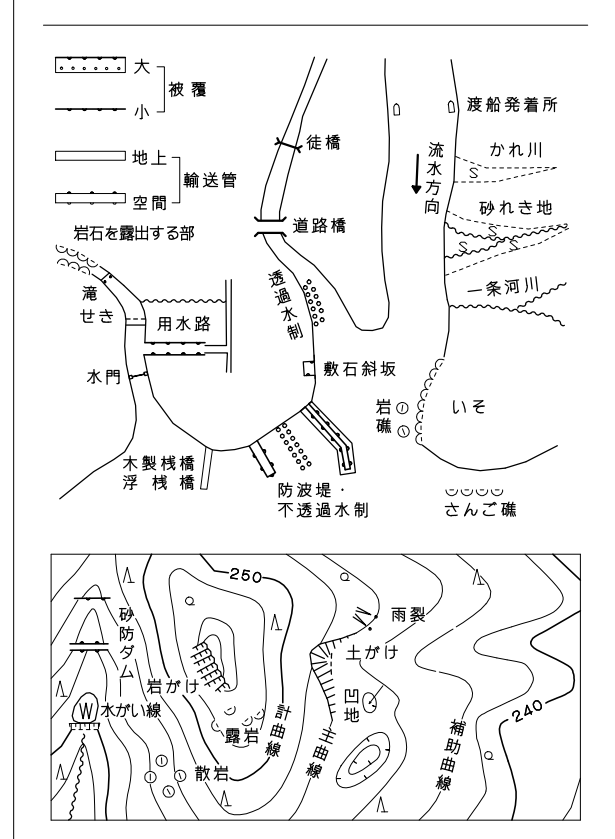 大
被覆
小
地上
輸送管
空間
岩石を露出する部
滝
せき
用水路
水門
木製桟橋
浮桟橋
徒橋
道路橋
透過水制
敷石斜坂
防波堤・
不透過水制
渡船発着所
流水方向
かれ川
砂れき地
一条河川
岩礁
いそ
さんご礁
250
砂防ダム
雨裂
土がけ
岩がけ
凹地
水がい線
W
計曲線
主曲線
補助曲線
露岩
散岩
240